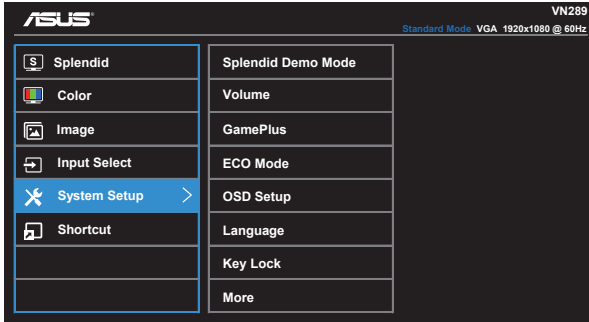 ASUS
VN289
Standard Mode VGA 1920x1080 @ 60Hz
S Splendid
Color
Image
Input Select
System Setup
Shortcut
Splendid Demo Mode
Volume
GamePlus
ECO Mode
OSD Setup
Language
Key Lock
More